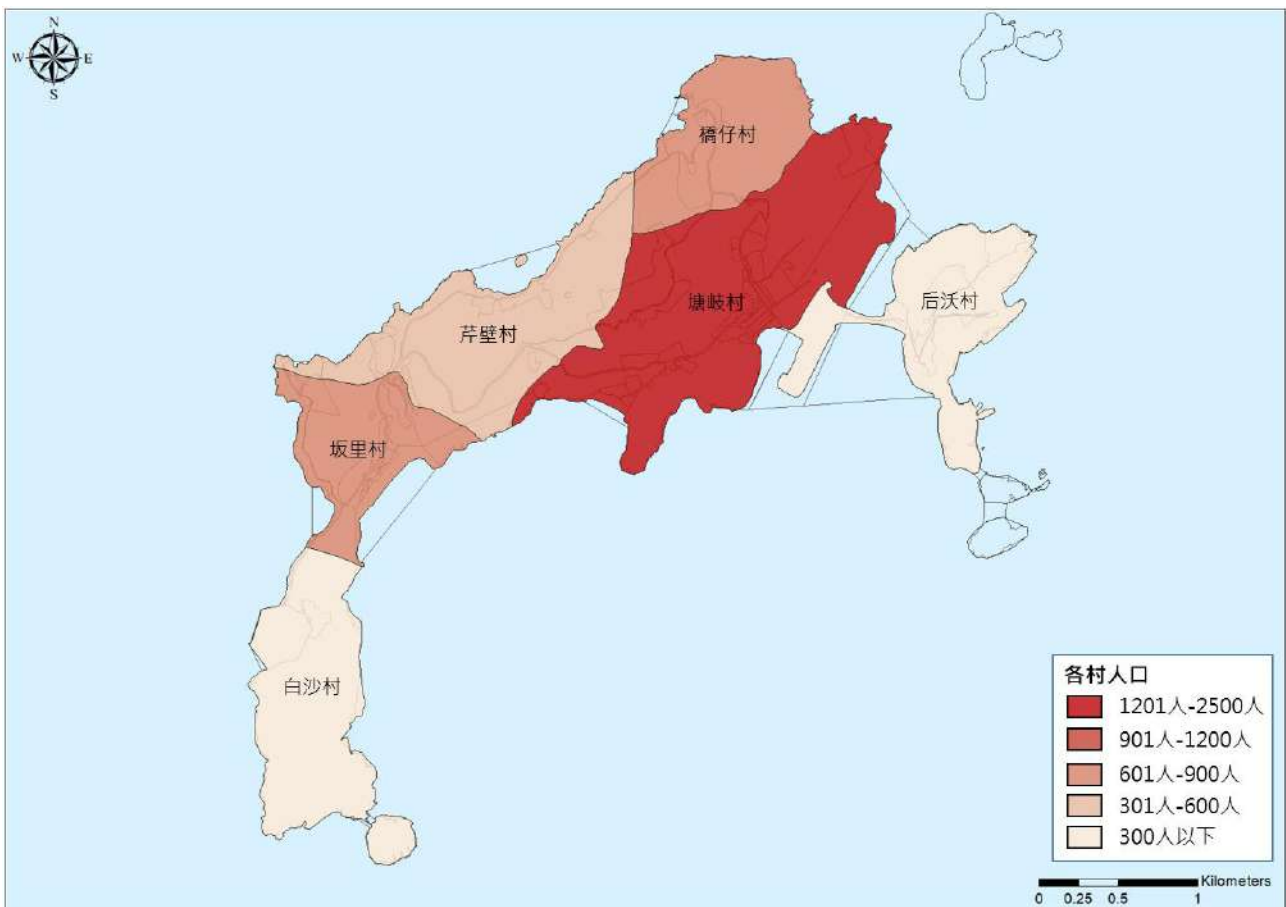 N
W E
S
橋仔村
塘岐村
后沃村
芹壁村
坂里村
白沙村
各村人口
1201人-2500人
901人-1200人
601人-900人
301人-600人
300人以下
Kilometers
0 0.25 0.5 1